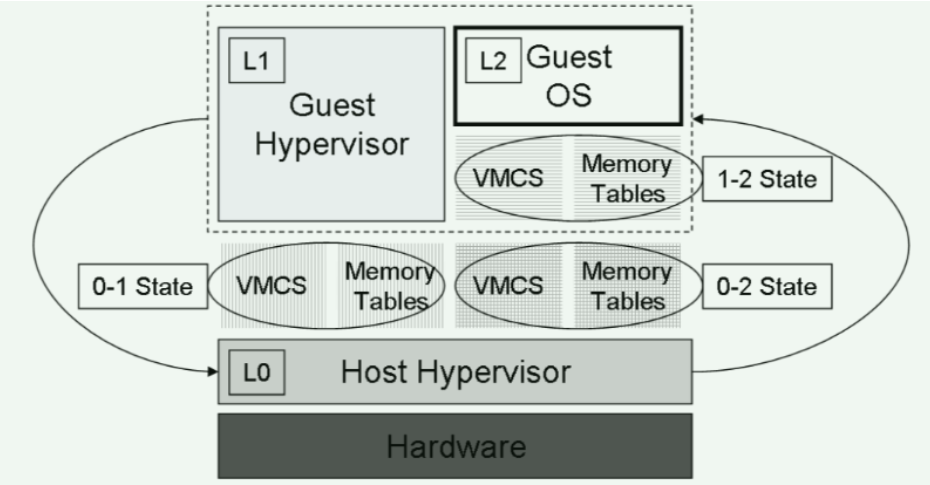 L1
Guest
Hypervisor
L2
Guest
OS
VMCS
Memory
Tables
1-2 State
0-1 State
VMCS
Memory
Tables
VMCS
Memory
Tables
0-2 State
L0
Host Hypervisor
Hardware